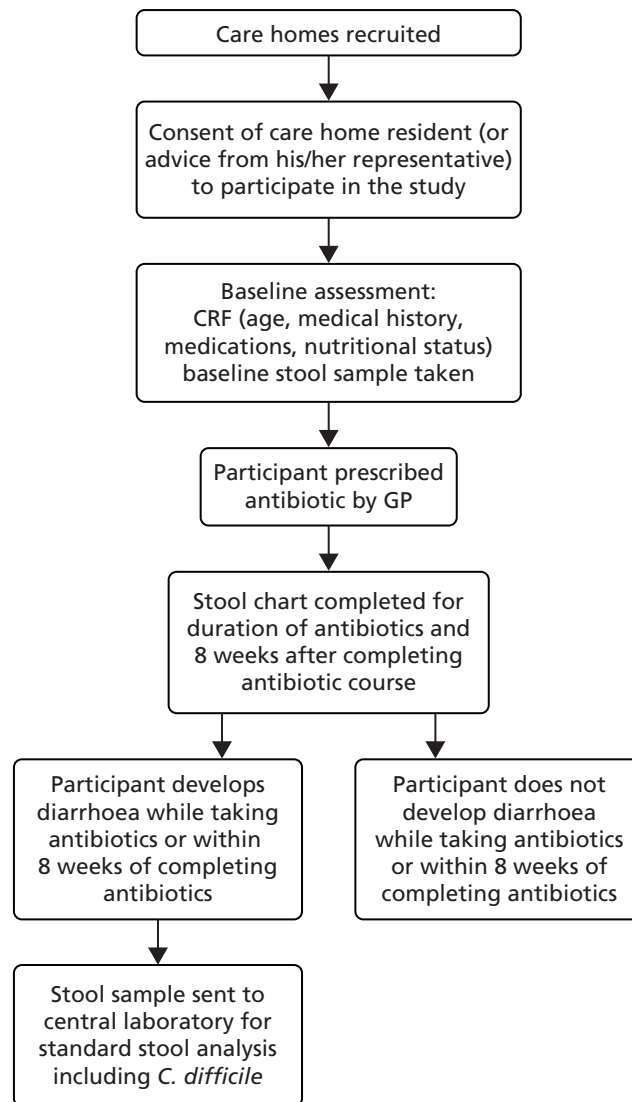 Care homes recruited
Consent of care home resident (or
advice from his/her representative)
to participate in the study
Baseline assessment:
CRF (age, medical history,
medications, nutritional status)
baseline stool sample taken
Participant prescribed
antibiotic by GP
Stool chart completed for
duration of antibiotics and
8 weeks after completing
antibiotic course
Participant develops
diarrhoea while taking
antibiotics or within
8 weeks of completing
antibiotics
Participant does not
develop diarrhoea
while taking antibiotics
or within 8 weeks of
completing antibiotics
Stool sample sent to
central laboratory for
standard stool analysis
including C. difficile